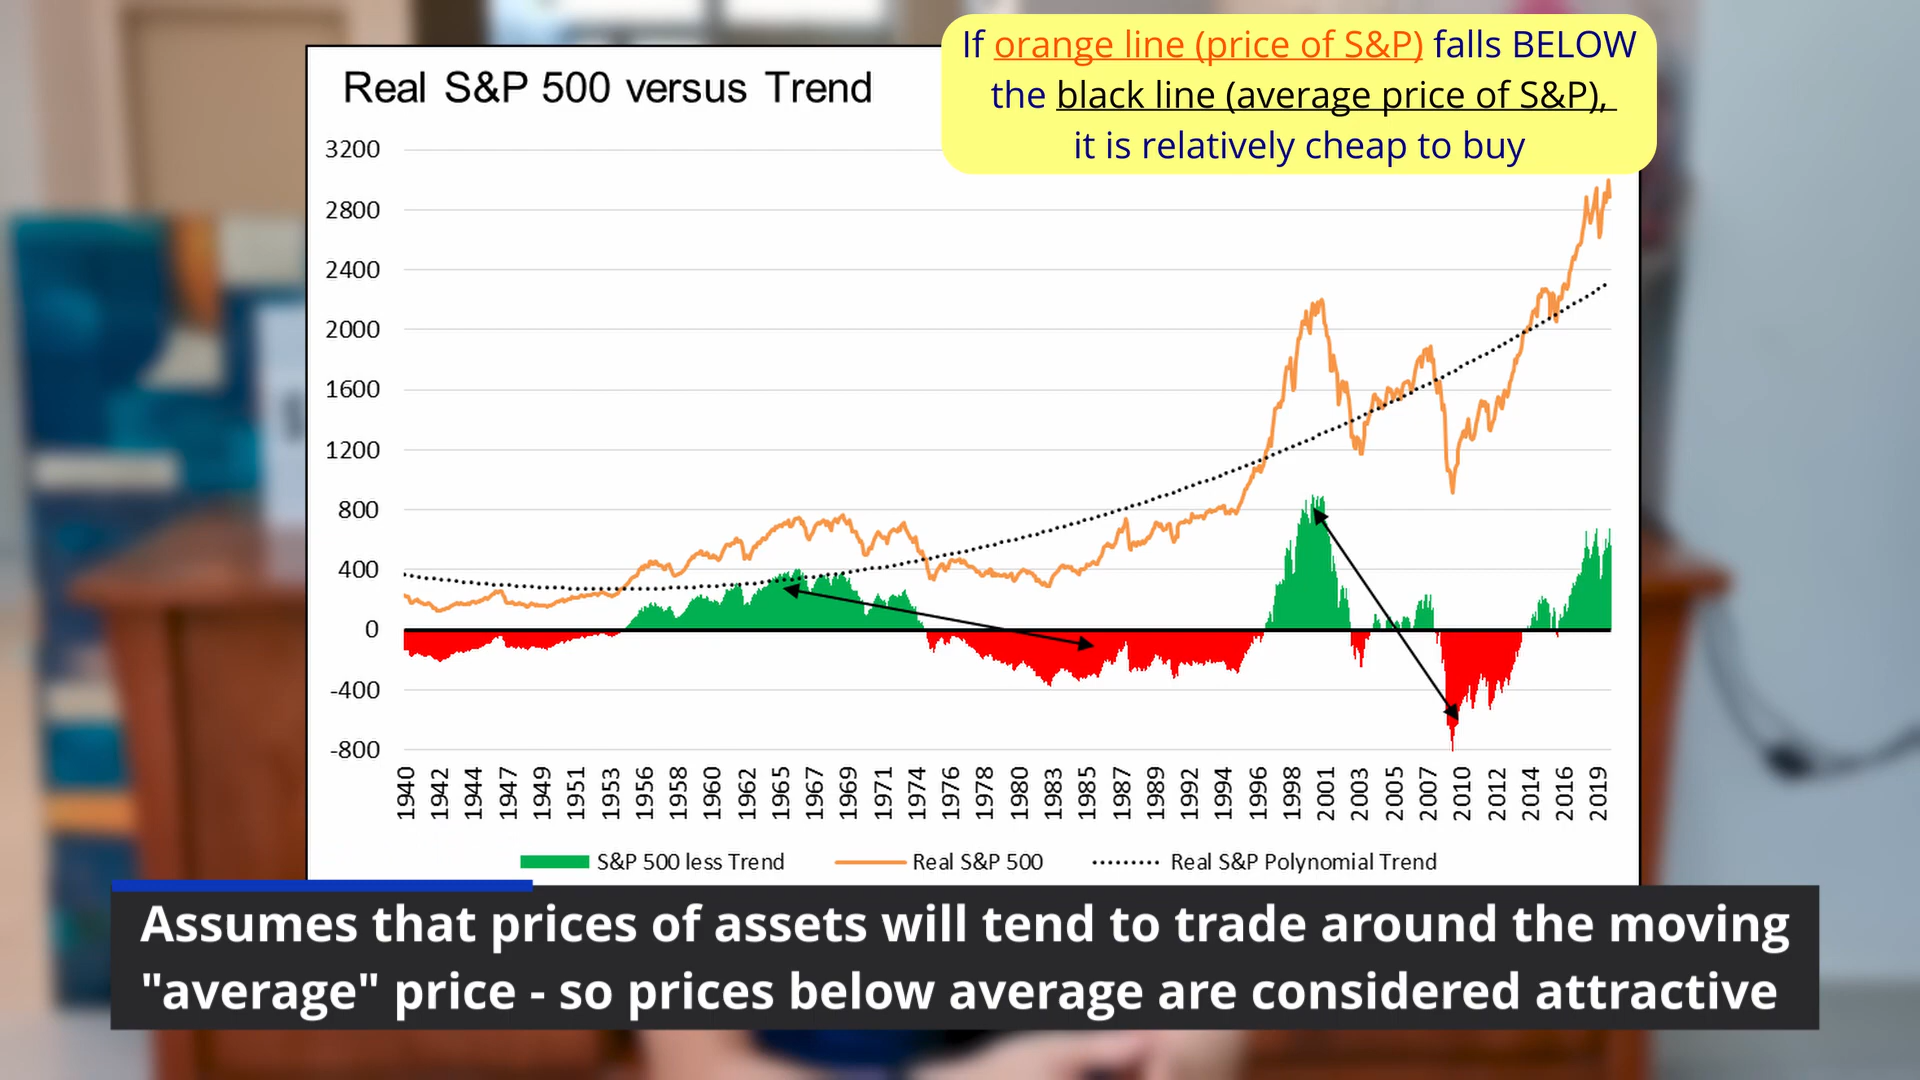 If orange line (price of S&P) falls BELOW
the black line (average price of S&P),
it is relatively cheap to buy
Real S&P 500 versus Trend
3200
2800
2400
2000
1600
1200
800
400
0
-400
-800
1940 1942 1944 1947 1949 1951 1953 1956 1958 1960 1962 1965 1967 1969 1971 1974 1976 1978 1980 1983 1985 1987 1989 1992 1994 1996 1998 2001 2003 2005 2007 2010 2012 2014 2016 2019
S&P 500 less Trend Real S&P 500 Real S&P Polynomial Trend
Assumes that prices of assets will tend to trade around the moving
"average" price - so prices below average are considered attractive